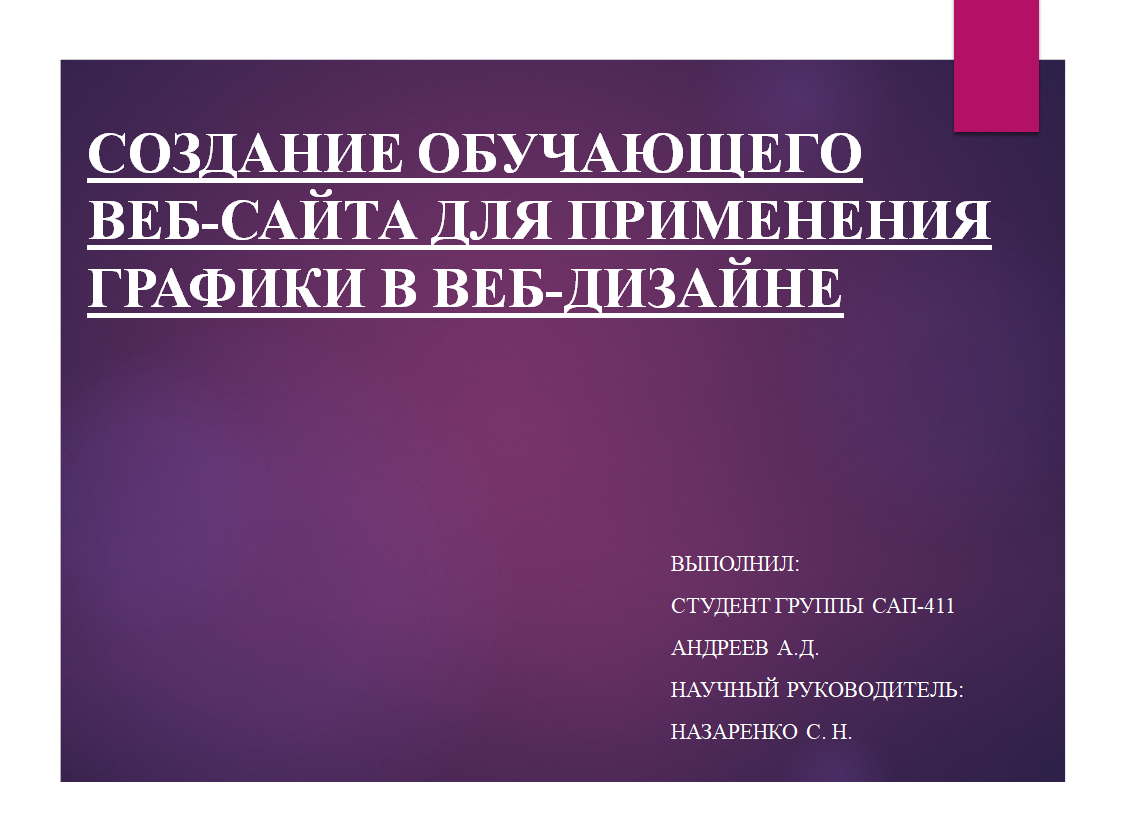 СОЗДАНИЕ ОБУЧАЮЩЕГО
ВЕБ-САЙТА ДЛЯ ПРИМЕНЕНИЯ
ГРАФИКИ В ВЕБ-ДИЗАЙНЕ
ВЫПОЛНИЛ:
СТУДЕНТ ГРУППЫ САП-411
АНДРЕЕВ А.Д.
НАУЧНЫЙ РУКОВОДИТЕЛЬ:
НАЗАРЕНКО С. Н.